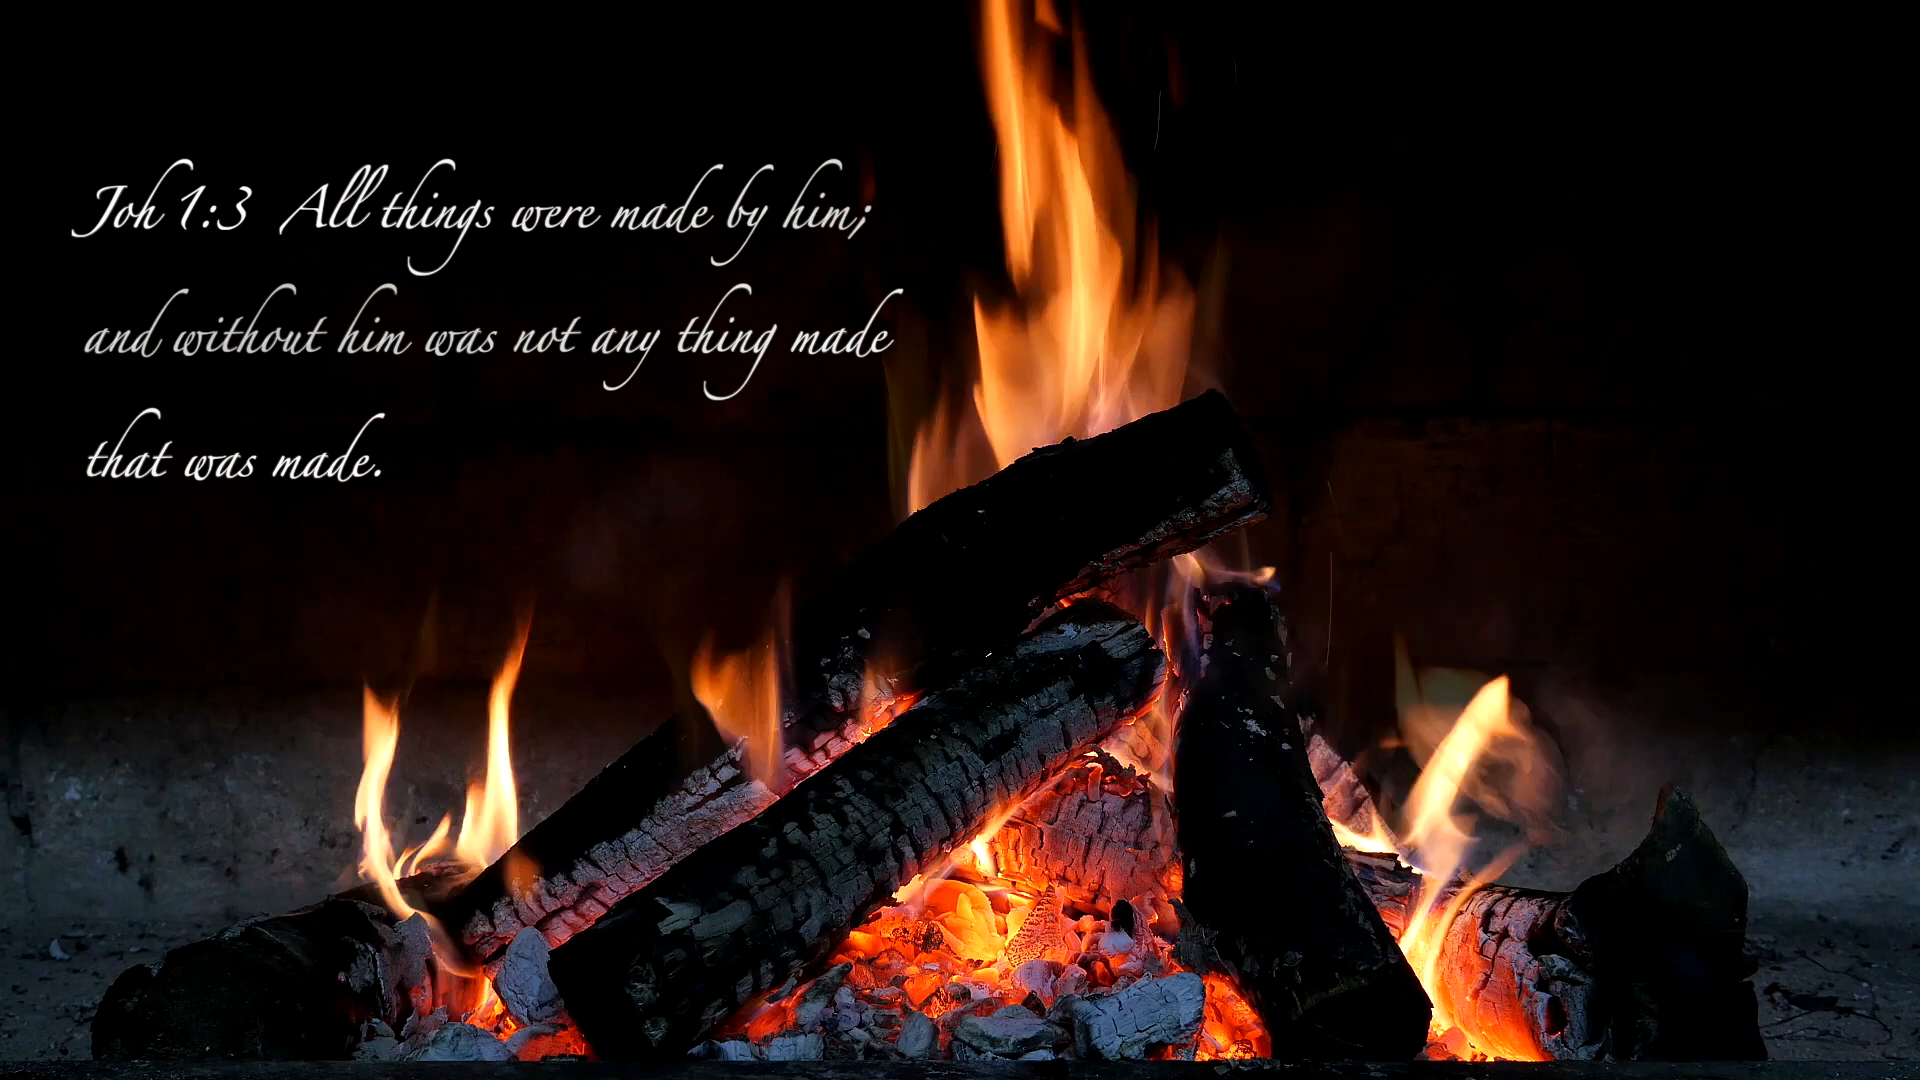 Joh 1:3  All things were made by him;
and without him was not any thing made
that was made.